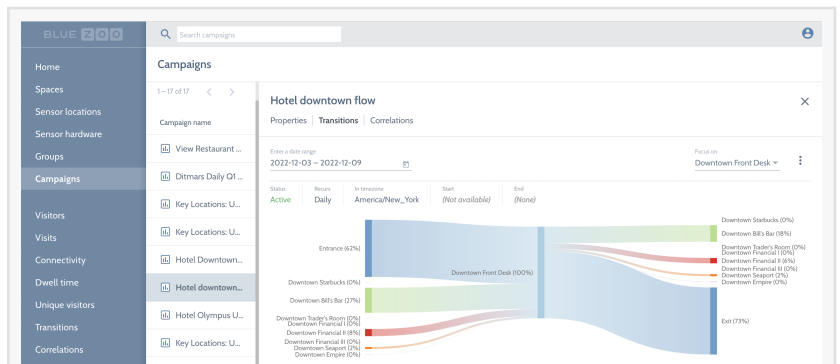 BLUE ZOO
Search campaigns
Home
Spaces
Sensor locations
Sensor hardware
Groups
Campaigns
Visitors
Visits
Connectivity
Dwell time
Unique visitors
Transitions
Correlations
Campaigns
1 – 17 of 17
Campaign name
View Restaurant ...
Ditmars Daily Q1 ...
Key Locations: U...
Key Locations: U...
Hotel Downtown...
Hotel downtown...
Hotel Olympus U...
Key Locations: U...
Hotel downtown flow
Properties | Transitions | Correlations
Enter a date range
2022-12-03 – 2022-12-09
Focus on
Downtown Front Desk
Status
Active
Recurs
Daily
In timezone
America/New_York
Start
(Not available)
End
(None)
Entrance (62%)
Downtown Starbucks (0%)
Downtown Bill's Bar (27%)
Downtown Trader's Room (0%)
Downtown Financial I (0%)
Downtown Financial II (8%)
Downtown Financial III (0%)
Downtown Seaport (2%)
Downtown Empire (0%)
Downtown Front Desk (100%)
Downtown Starbucks (0%)
Downtown Bill's Bar (18%)
Downtown Trader's Room (0%)
Downtown Financial I (0%)
Downtown Financial II (6%)
Downtown Financial III (0%)
Downtown Seaport (2%)
Downtown Empire (0%)
Exit (73%)